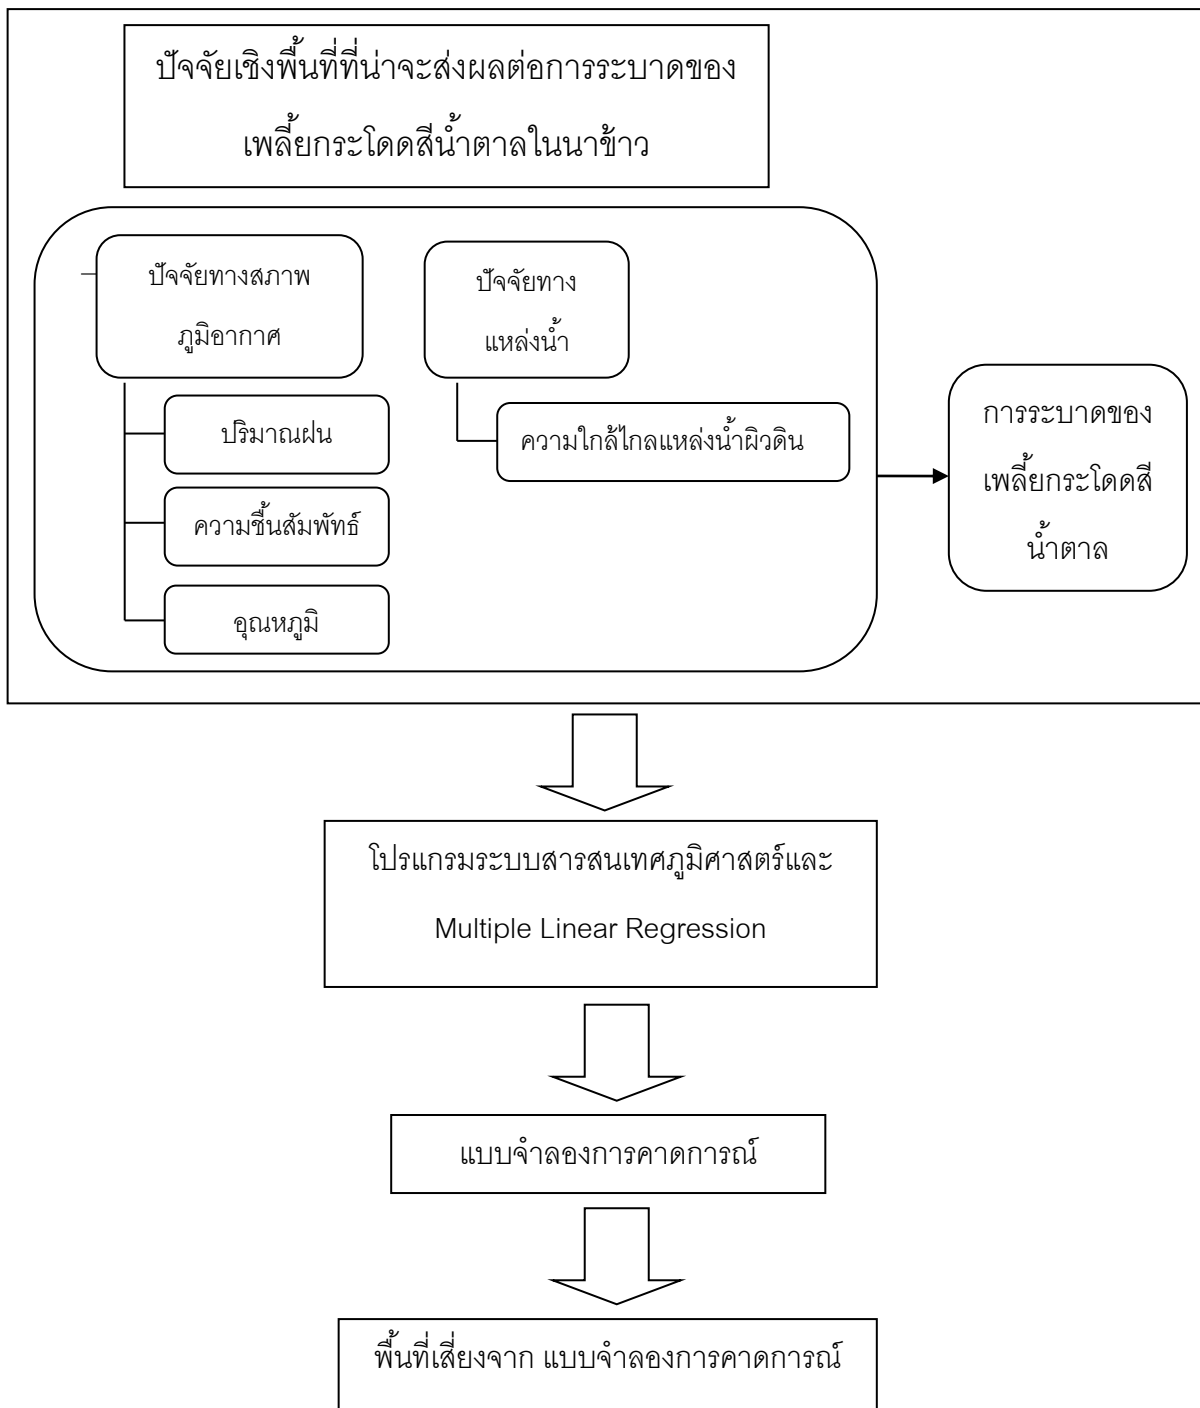 ปัจจัยเชิงพื้นที่ที่น่าจะส่งผลต่อการระบาดของ
เพลี้ยกระโดดสีน้ำตาลในนาข้าว
ปัจจัยทางสภาพ
ภูมิอากาศ
ปริมาณฝน
ความชื้นสัมพัทธ์
อุณหภูมิ
ปัจจัยทาง
แหล่งน้ำ
ความใกล้ไกลแหล่งน้ำผิวดิน
การระบาดของ
เพลี้ยกระโดดสี
น้ำตาล
โปรแกรมระบบสารสนเทศภูมิศาสตร์และ
Multiple Linear Regression
แบบจำลองการคาดการณ์
พื้นที่เสี่ยงจาก แบบจำลองการคาดการณ์